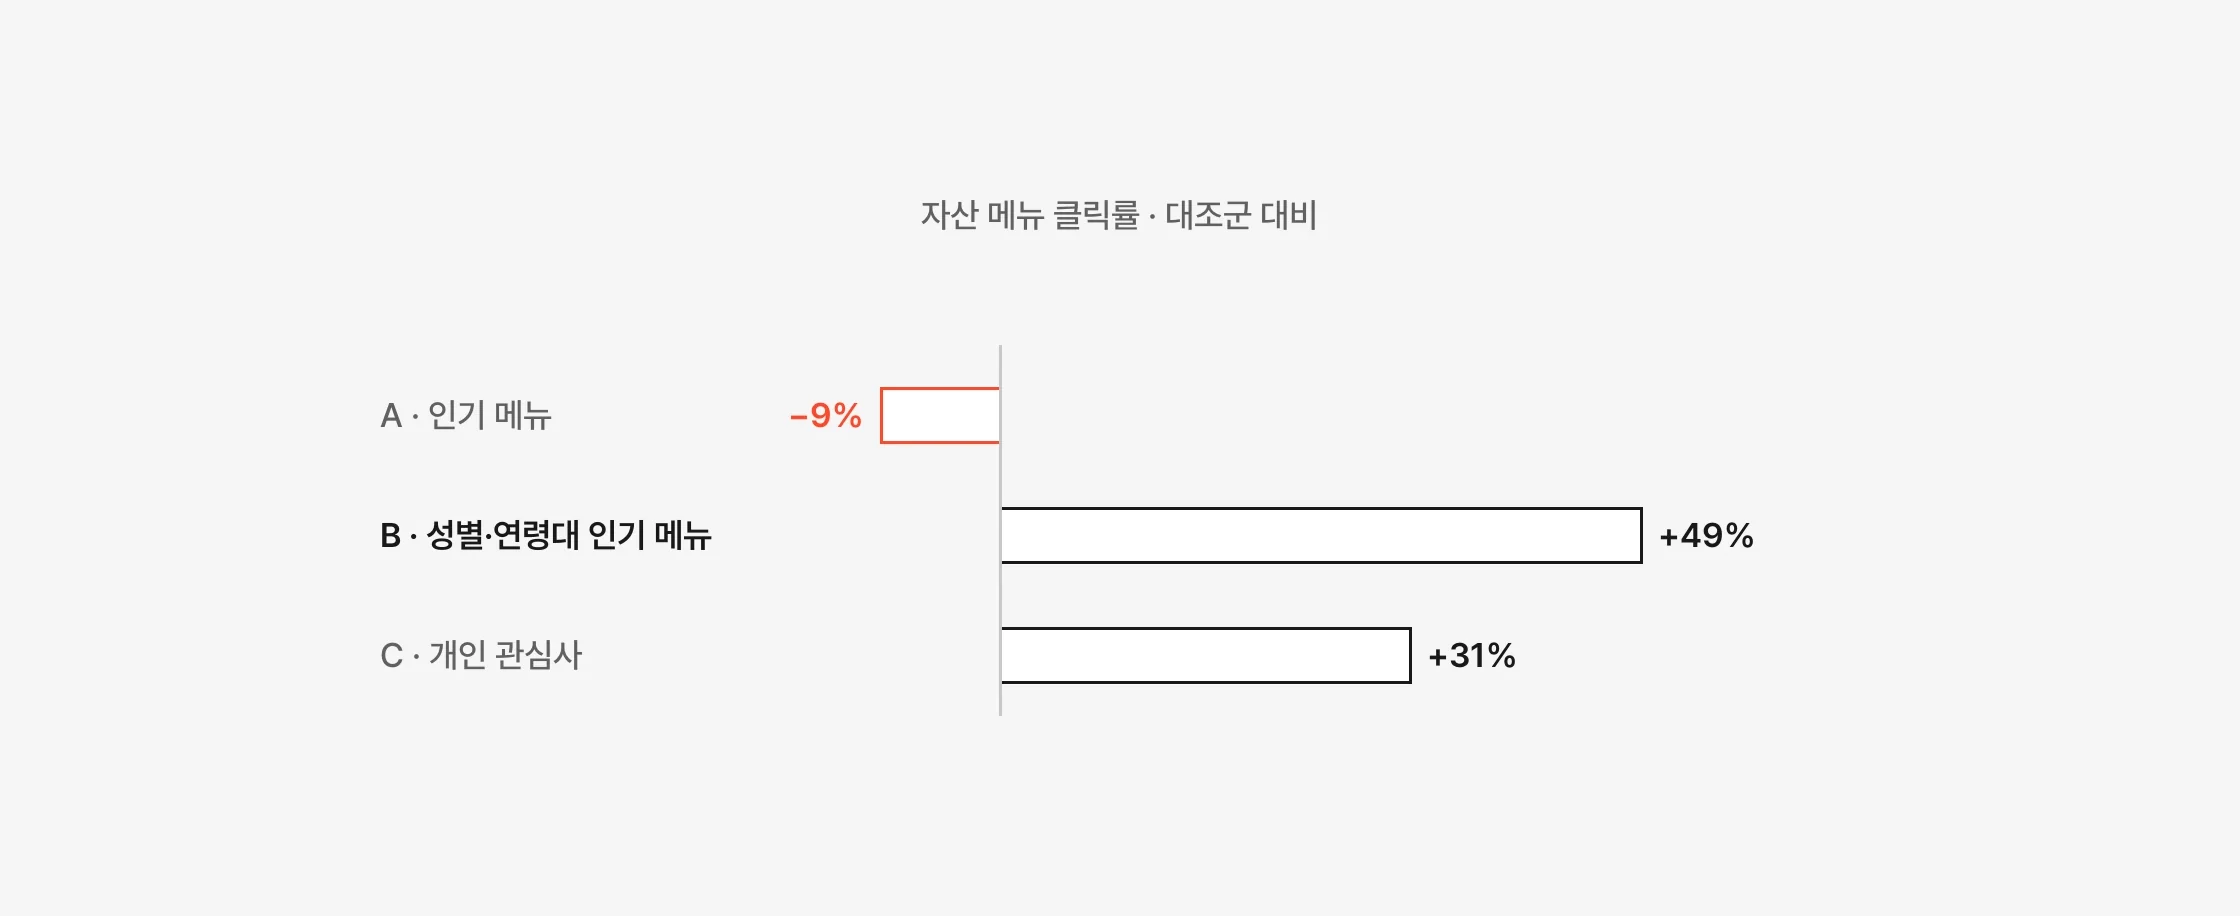 자산 메뉴 클릭률 · 대조군 대비
A · 인기 메뉴 −9%
B · 성별·연령대 인기 메뉴 +49%
C · 개인 관심사 +31%